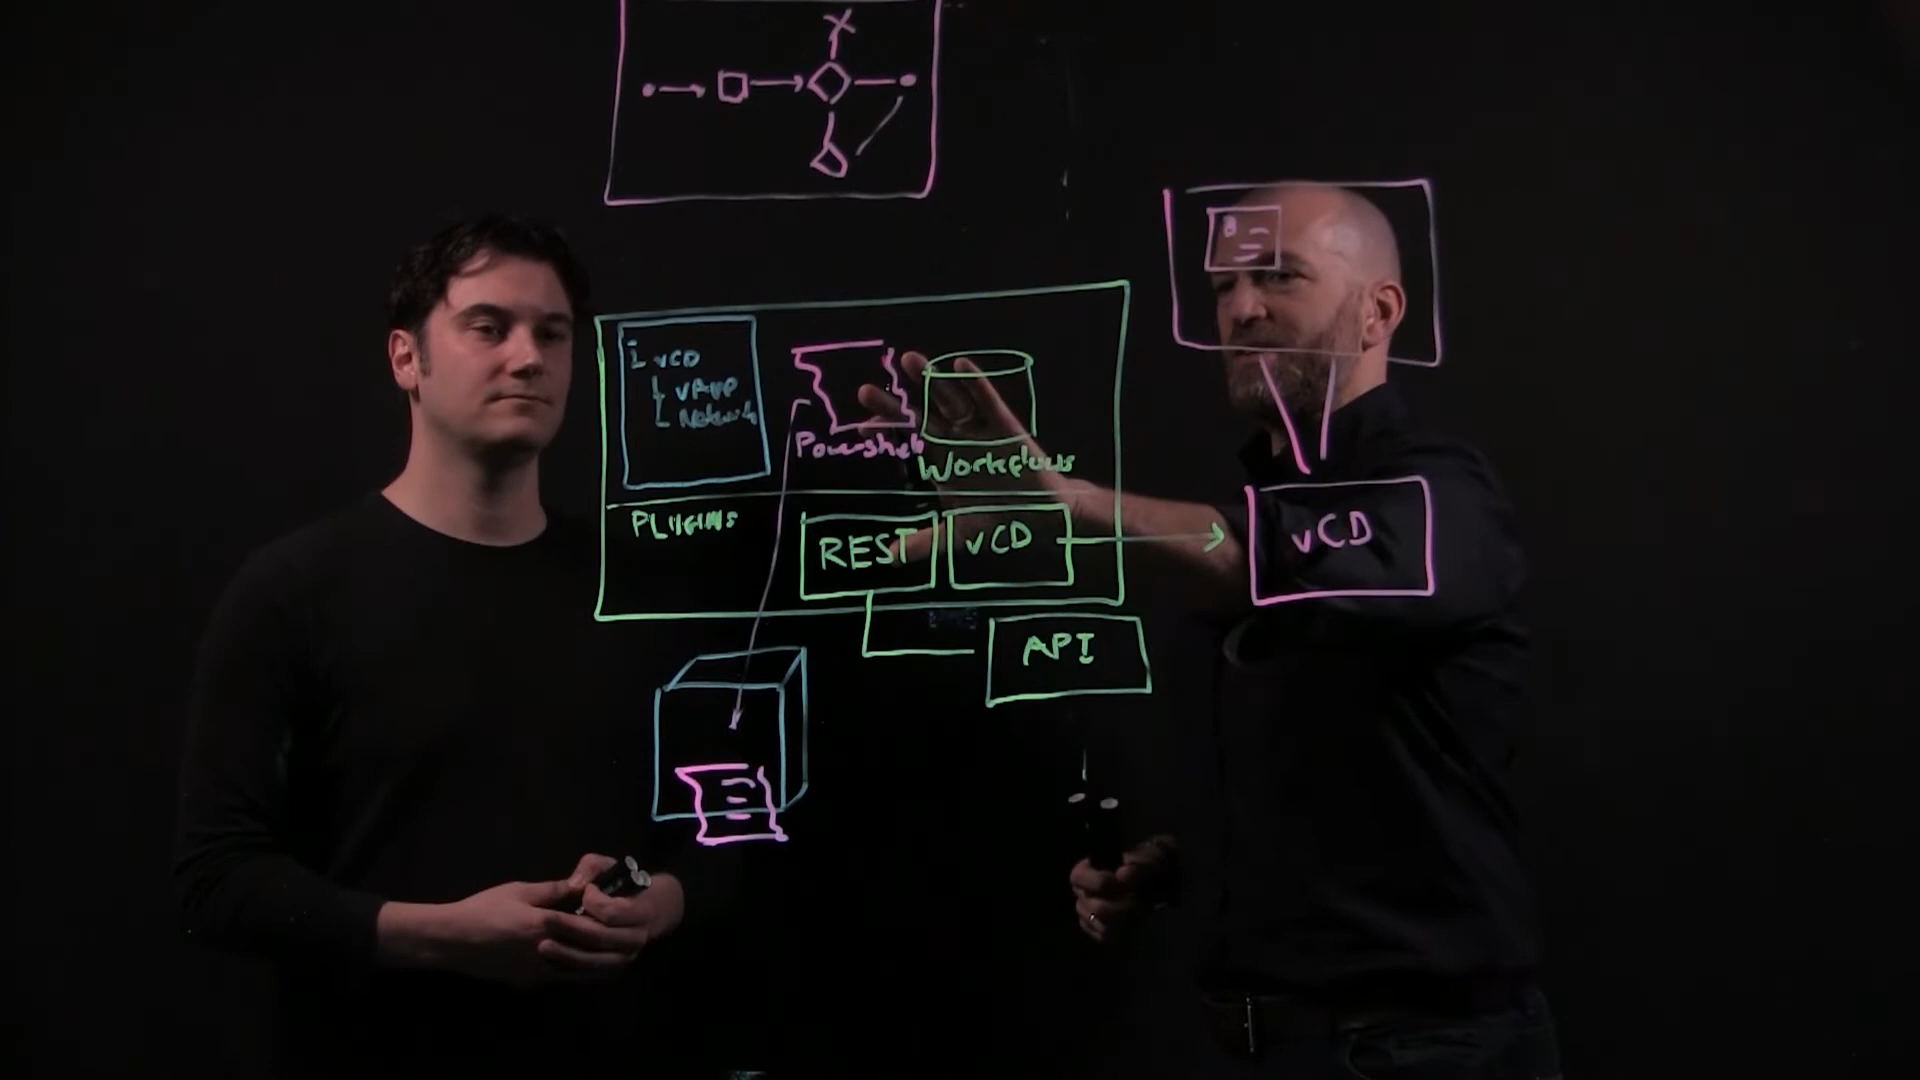 vCD
vApp
Network
Powershell
Workflows
PLUGINS
REST
vCD
vCD
API